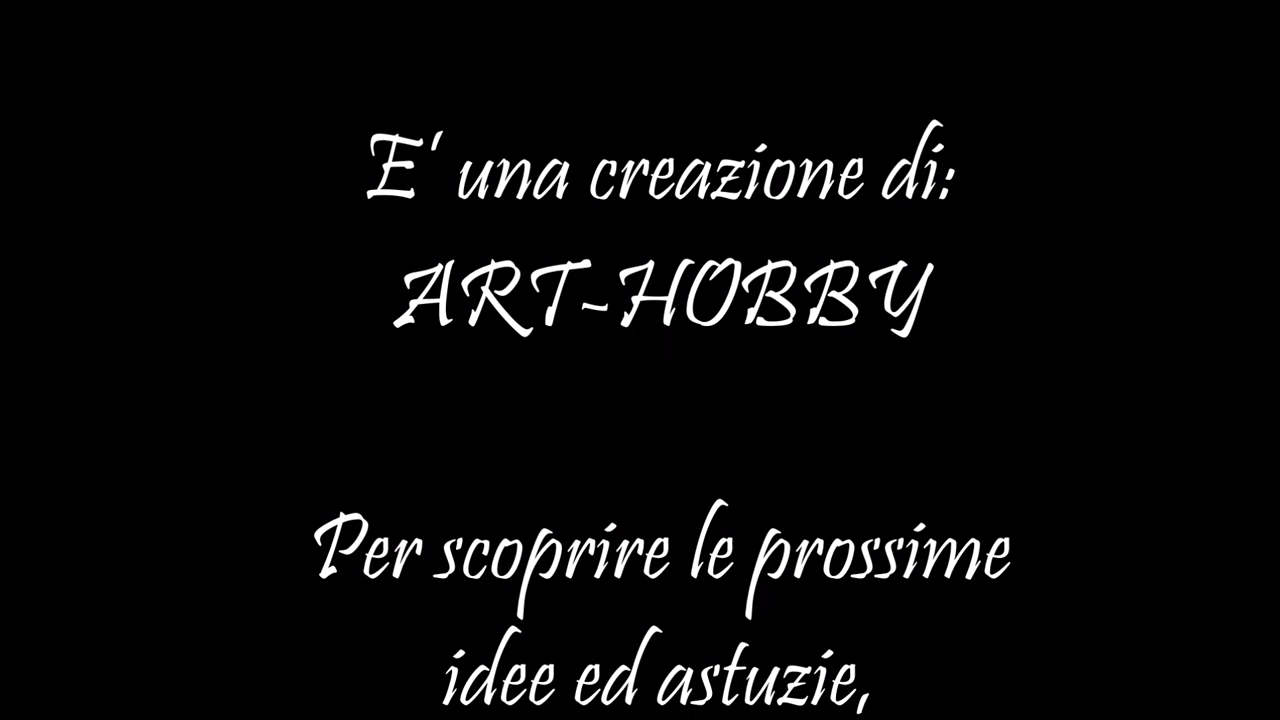 E' una creazione di:
ART-HOBBY
Per scoprire le prossime
idee ed astuzie,